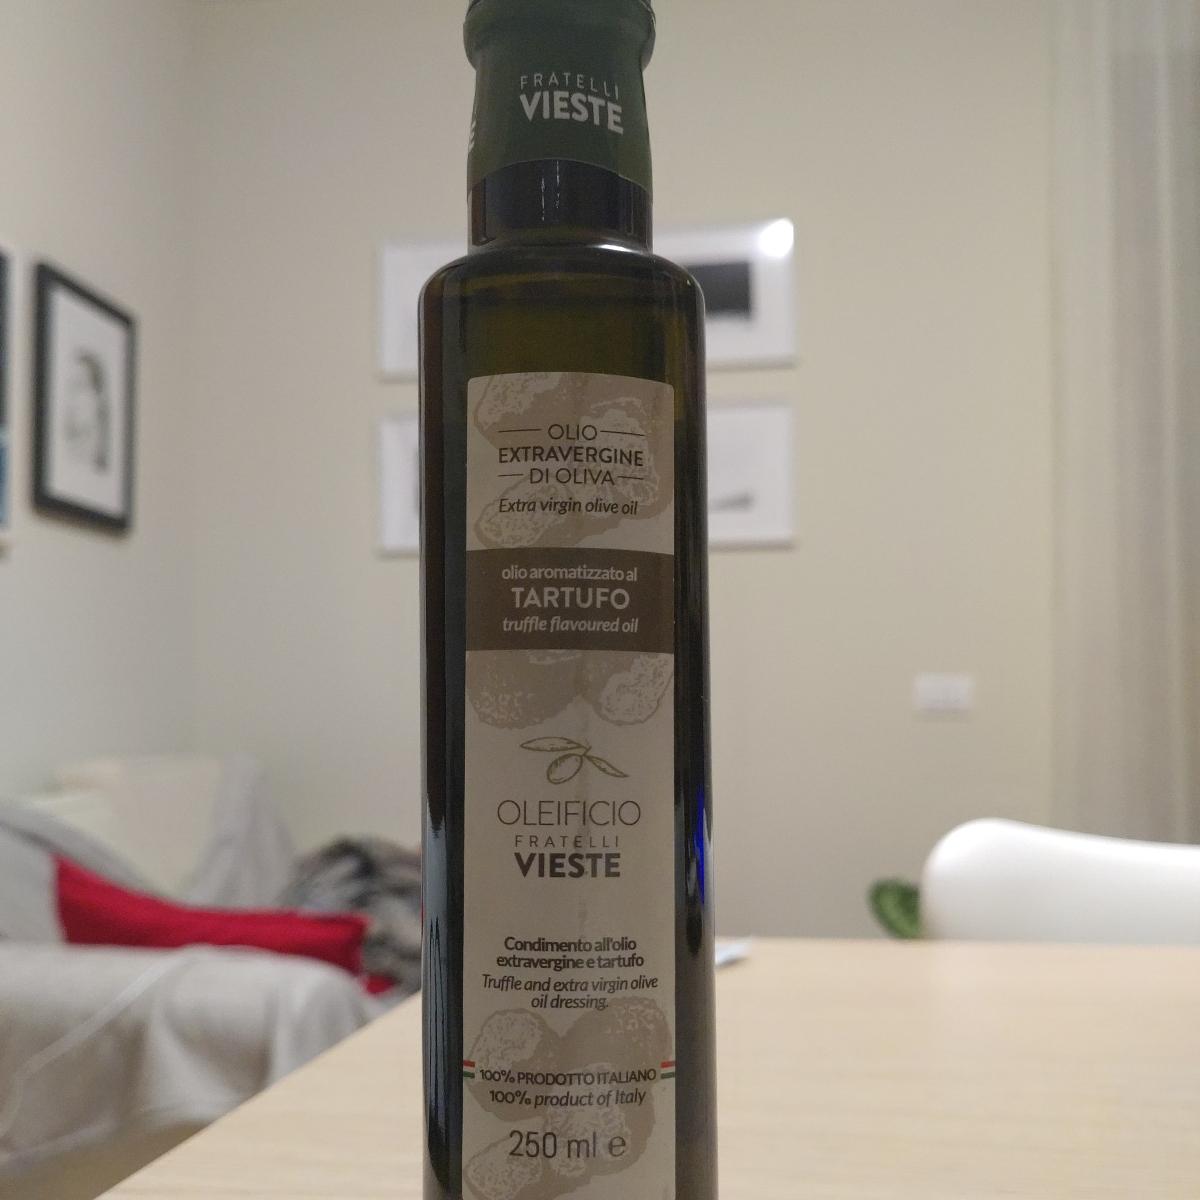 FRATELLI
VIESTE
OLIO
EXTRAVERGINE
DI OLIVA
Extra virgin olive oil
olio aromatizzato al
TARTUFO
truffle flavoured oil
OLEIFICIO
FRATELLI
VIESTE
Condimento all'olio
extravergine e tartufo
Truffle and extra virgin olive
oil dressing.
100% PRODOTTO ITALIANO
100% product of Italy
250 ml e